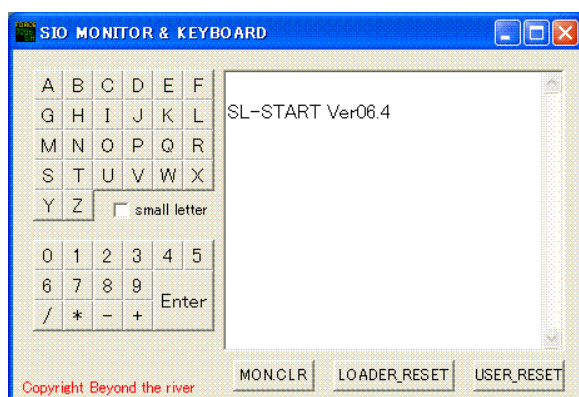 SIO MONITOR & KEYBOARD
A B C D E F
G H I J K L
M N O P Q R
S T U V W X
Y Z small letter
0 1 2 3 4 5
6 7 8 9 Enter
/ * - +
SL-START Ver06.4
MON.CLR LOADER_RESET USER_RESET
Copyright Beyond the river